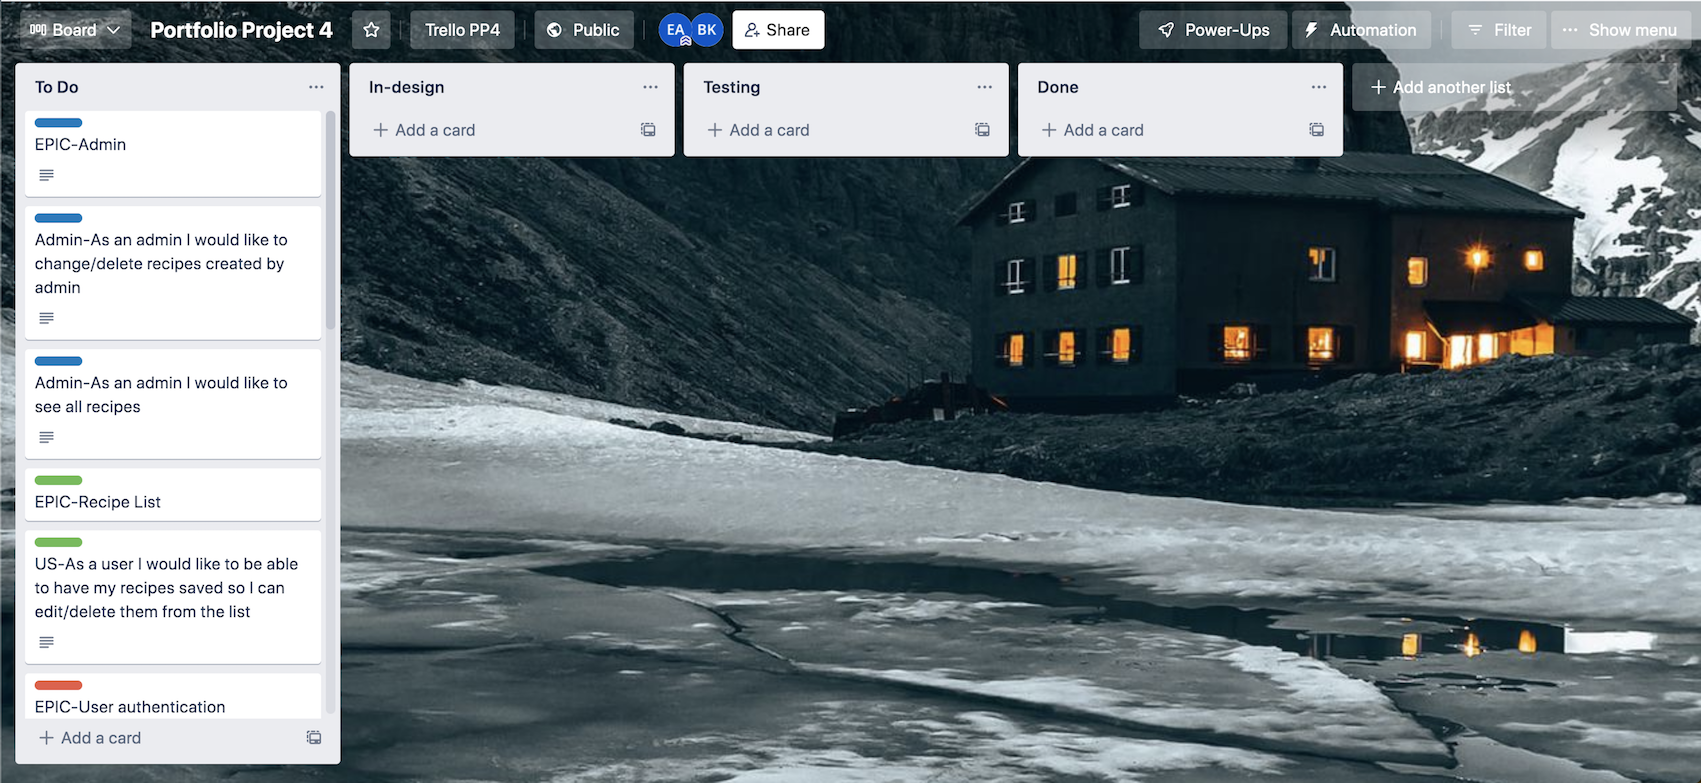 Board
Portfolio Project 4
Trello PP4
Public
EA
BK
Share
Power-Ups
Automation
Filter
Show menu
To Do
EPIC-Admin
Admin-As an admin I would like to
change/delete recipes created by
admin
Admin-As an admin I would like to
see all recipes
EPIC-Recipe List
US-As a user I would like to be able
to have my recipes saved so I can
edit/delete them from the list
EPIC-User authentication
Add a card
In-design
Add a card
Testing
Add a card
Done
Add a card
Add another list